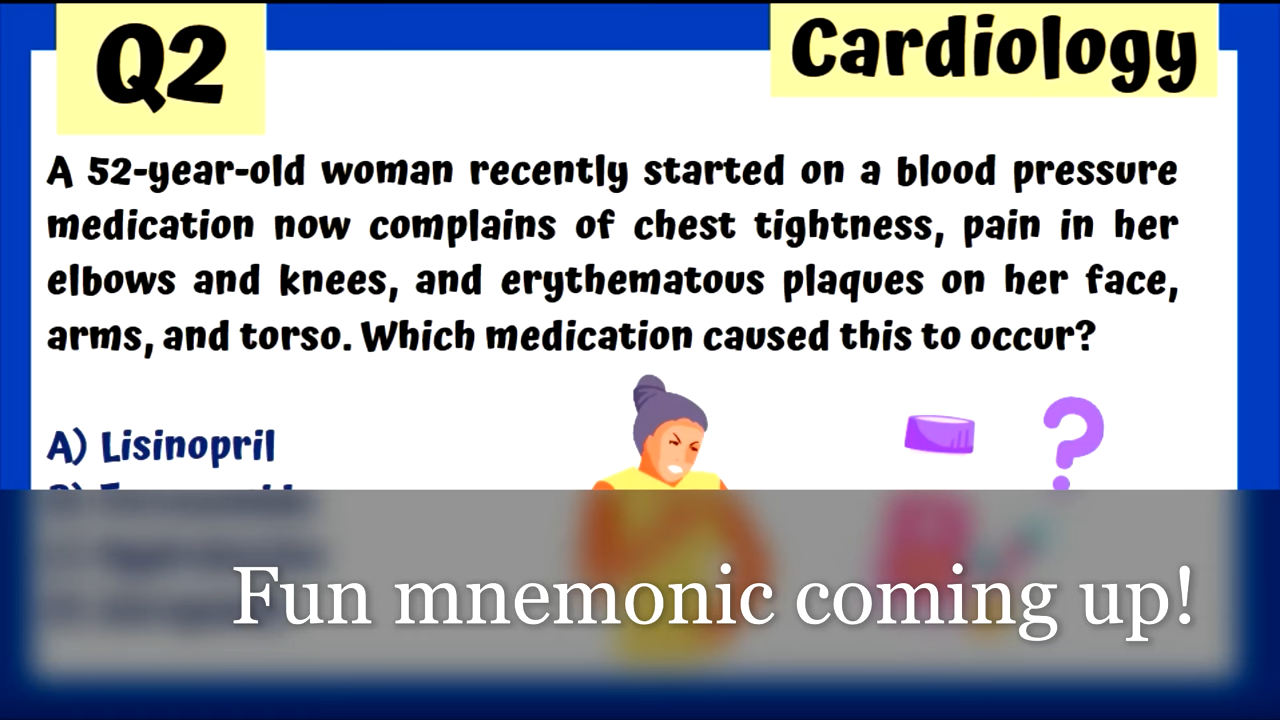 Q2
Cardiology
A 52-year-old woman recently started on a blood pressure
medication now complains of chest tightness, pain in her
elbows and knees, and erythematous plaques on her face,
arms, and torso. Which medication caused this to occur?
A) Lisinopril
Fun mnemonic coming up!